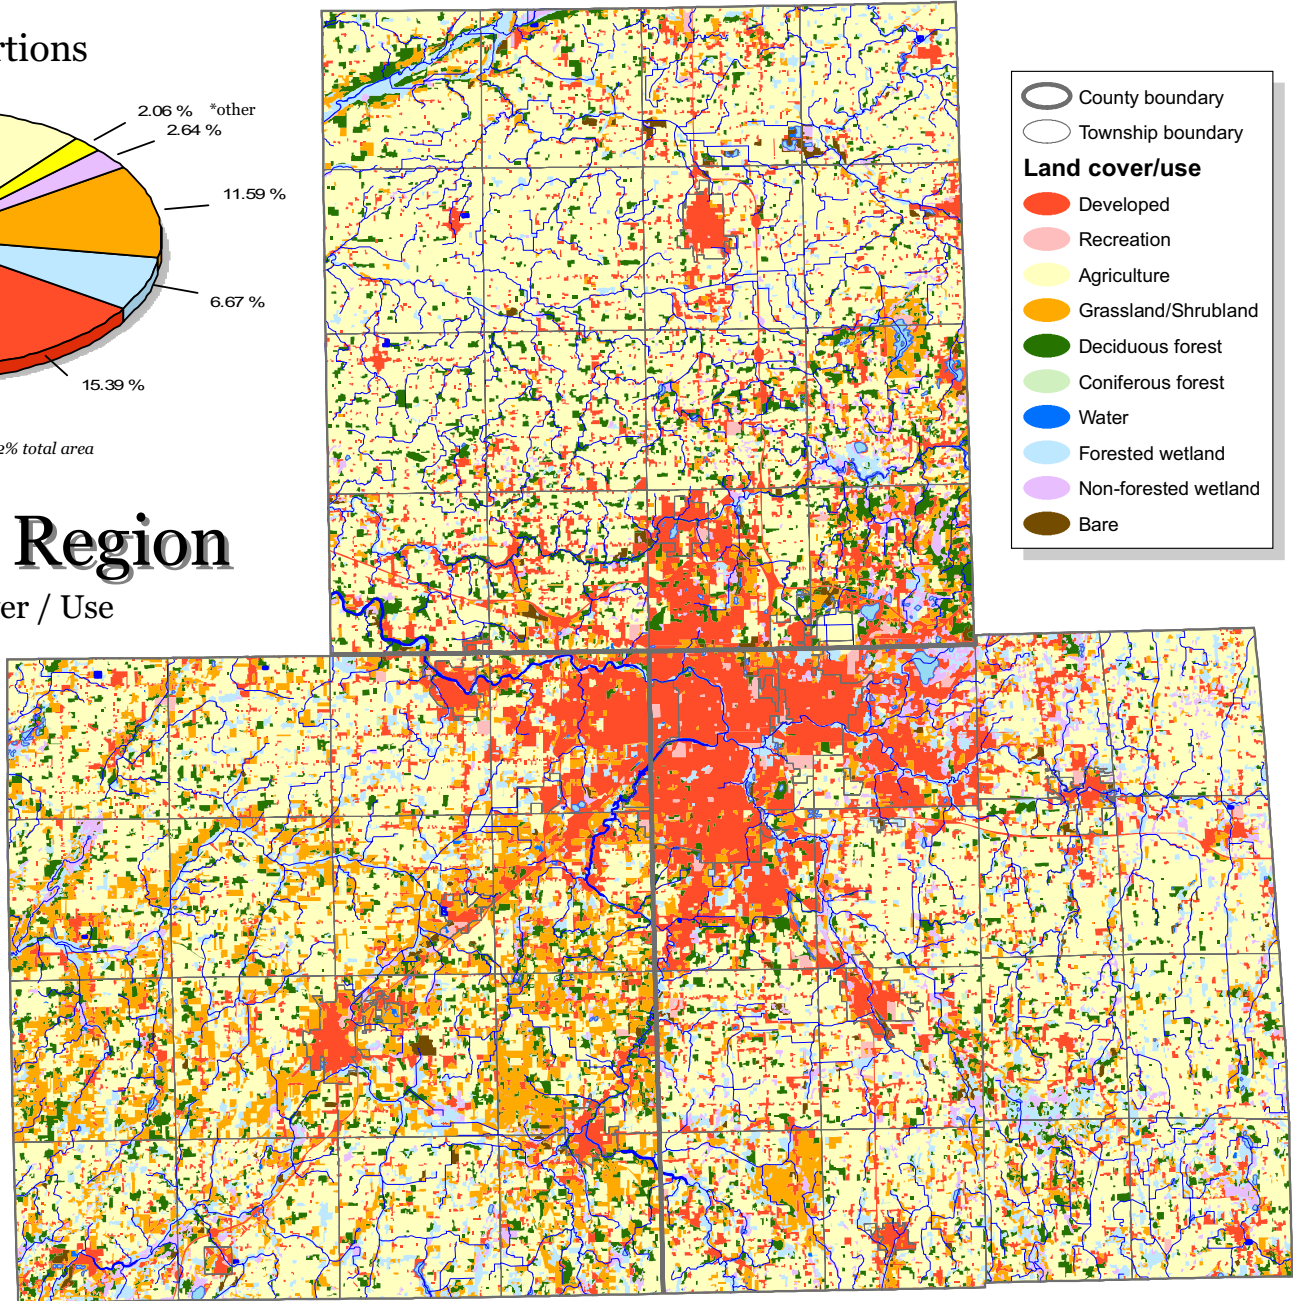 rtions
2.06 % *other
2.64 %
11.59 %
6.67 %
15.39 %
2% total area
Region
er / Use
County boundary
Township boundary
Land cover/use
Developed
Recreation
Agriculture
Grassland/Shrubland
Deciduous forest
Coniferous forest
Water
Forested wetland
Non-forested wetland
Bare